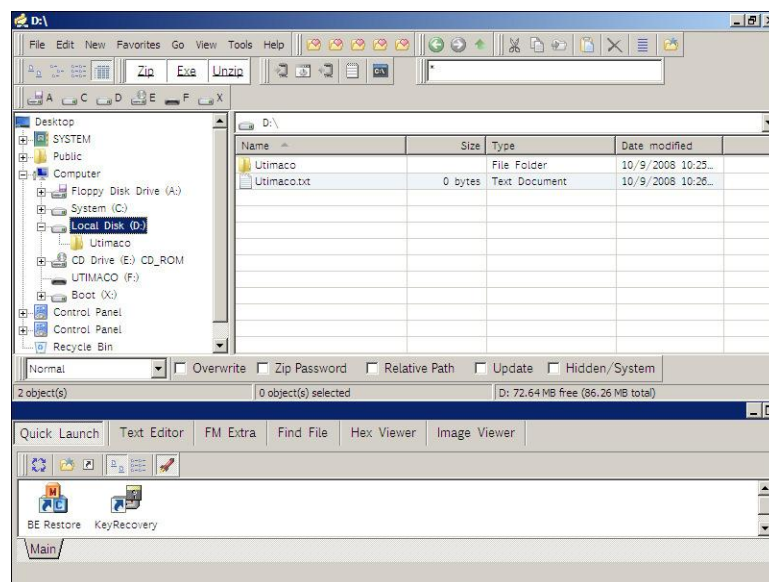 D:\
File Edit New Favorites Go View Tools Help
Zip Exe Unzip
C:\
*
A C D E F X
Desktop
SYSTEM
Public
Computer
Floppy Disk Drive (A:)
System (C:)
Local Disk (D:)
Utimaco
CD Drive (E:) CD_ROM
UTIMACO (F:)
Boot (X:)
Control Panel
Control Panel
Recycle Bin
D:\
Name Size Type Date modified
Utimaco File Folder 10/9/2008 10:25...
Utimaco.txt 0 bytes Text Document 10/9/2008 10:26...
Normal Overwrite Zip Password Relative Path Update Hidden/System
2 object(s) 0 object(s) selected D: 72.64 MB free (86.26 MB total)
Quick Launch Text Editor FM Extra Find File Hex Viewer Image Viewer
BE Restore KeyRecovery
Main